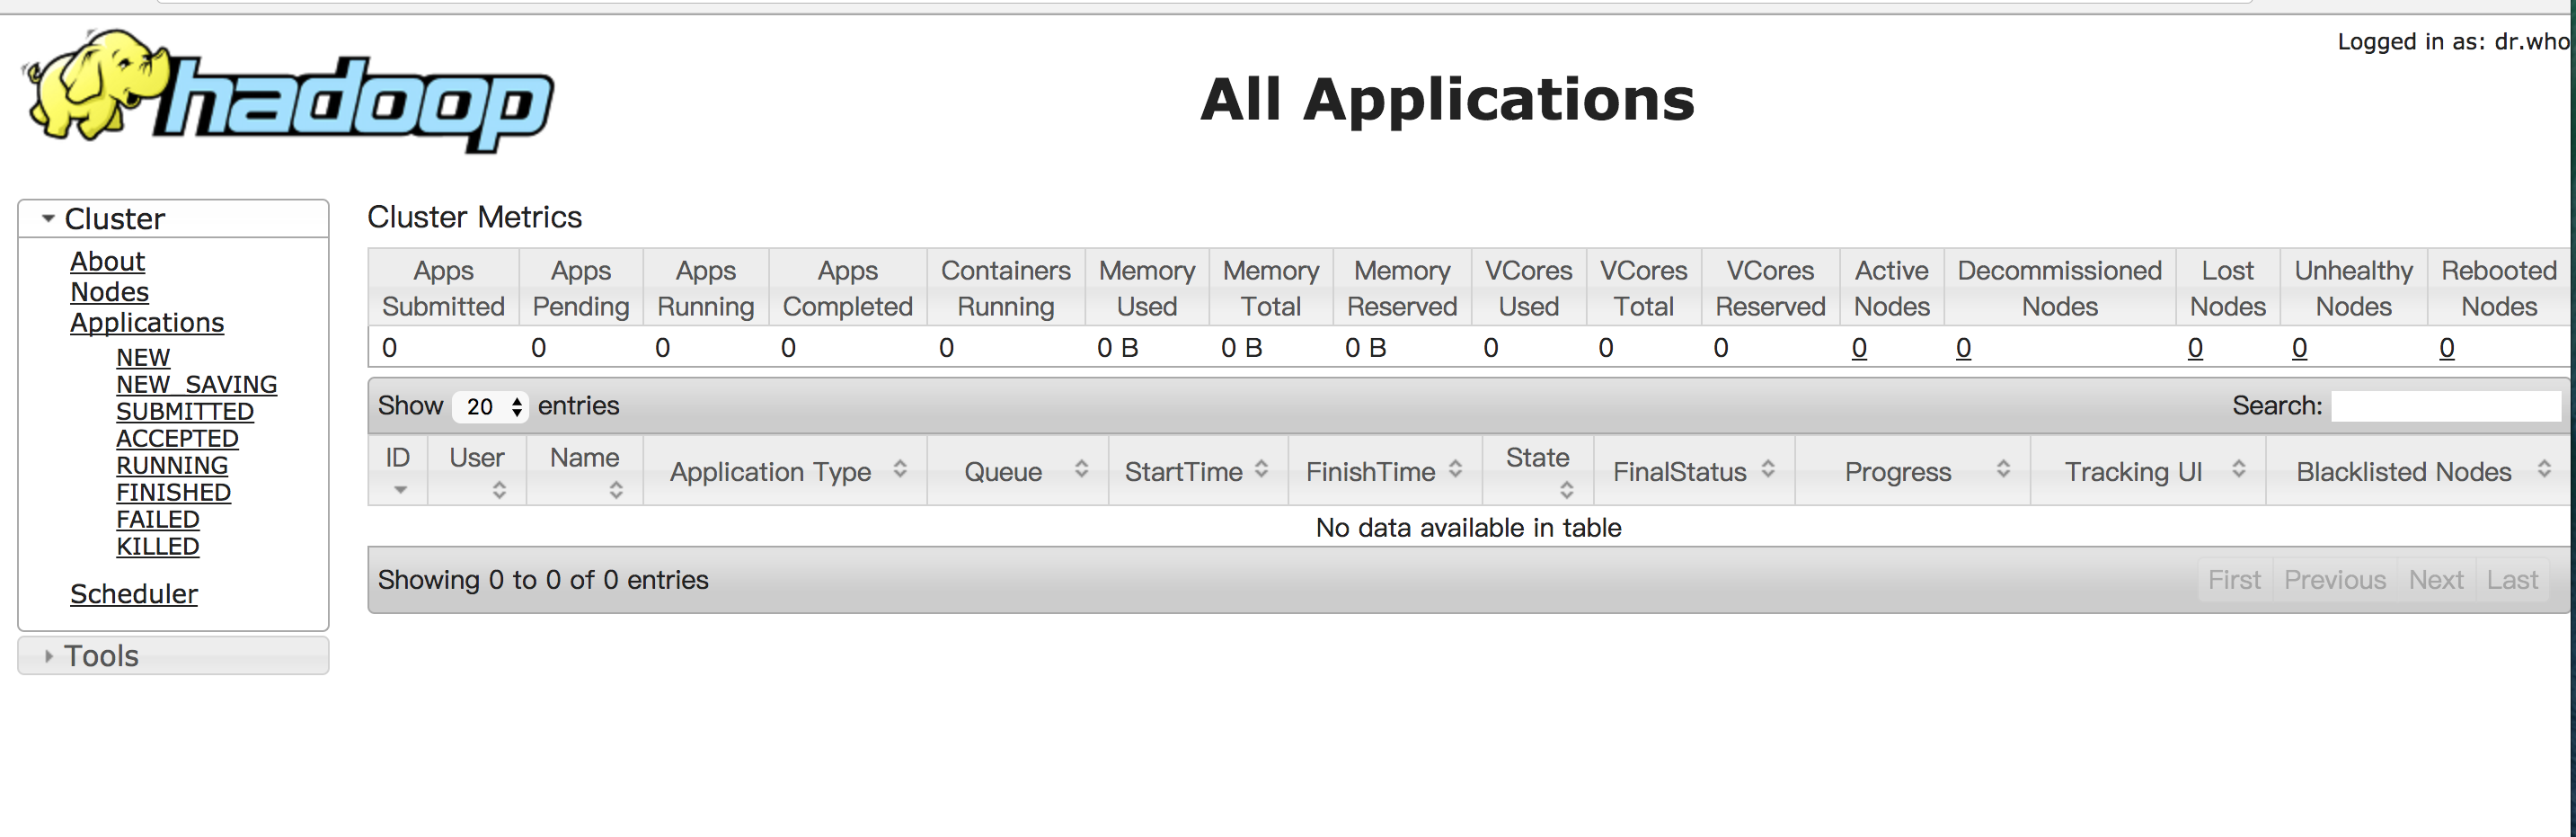 Logged in as: dr.who
hadoop
All Applications
Cluster
About
Nodes
Applications
NEW
NEW_SAVING
SUBMITTED
ACCEPTED
RUNNING
FINISHED
FAILED
KILLED
Scheduler
Tools
Cluster Metrics
Apps Submitted Apps Pending Apps Running Apps Completed Containers Running Memory Used Memory Total Memory Reserved VCores Used VCores Total VCores Reserved Active Nodes Decommissioned Nodes Lost Nodes Unhealthy Nodes Rebooted Nodes
0 0 0 0 0 0 B 0 B 0 B 0 0 0 0 0 0 0 0
Show 20 entries Search:
ID User Name Application Type Queue StartTime FinishTime State FinalStatus Progress Tracking UI Blacklisted Nodes
No data available in table
Showing 0 to 0 of 0 entries First Previous Next Last